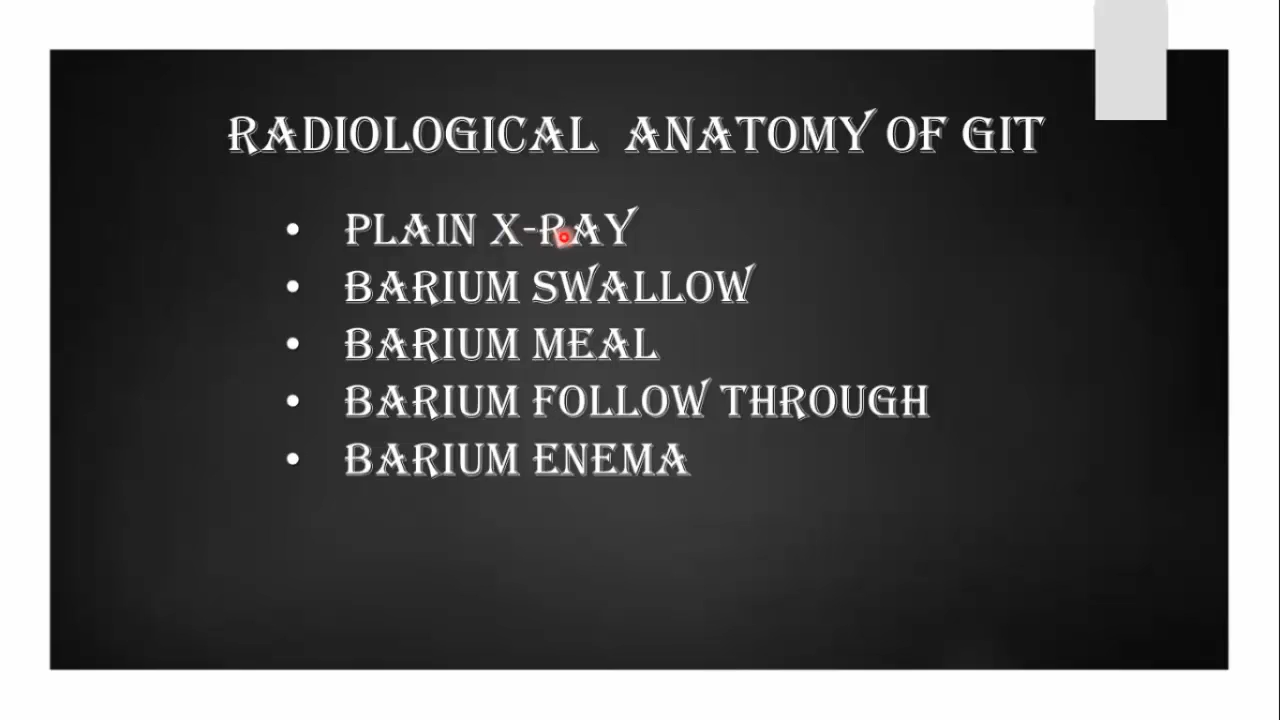 RADIOLOGICAL ANATOMY OF GIT
• PLAIN X-RAY
• BARIUM SWALLOW
• BARIUM MEAL
• BARIUM FOLLOW THROUGH
• BARIUM ENEMA